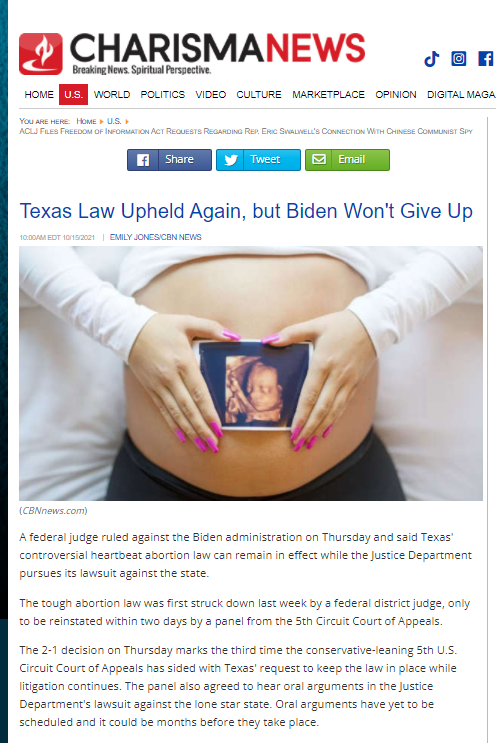 CHARISMANEWS
Breaking News. Spiritual Perspective.
HOME U.S. WORLD POLITICS VIDEO CULTURE MARKETPLACE OPINION DIGITAL MAGA
YOU ARE HERE: HOME U.S.
ACLJ FILES FREEDOM OF INFORMATION ACT REQUESTS REGARDING REP. ERIC SWALWELL'S CONNECTION WITH CHINESE COMMUNIST SPY
Share Tweet Email
Texas Law Upheld Again, but Biden Won't Give Up
10:00AM EDT 10/15/2021 | EMILY JONES/CBN NEWS
(CBNnews.com)
A federal judge ruled against the Biden administration on Thursday and said Texas'
controversial heartbeat abortion law can remain in effect while the Justice Department
pursues its lawsuit against the state.
The tough abortion law was first struck down last week by a federal district judge, only
to be reinstated within two days by a panel from the 5th Circuit Court of Appeals.
The 2-1 decision on Thursday marks the third time the conservative-leaning 5th U.S.
Circuit Court of Appeals has sided with Texas' request to keep the law in place while
litigation continues. The panel also agreed to hear oral arguments in the Justice
Department's lawsuit against the lone star state. Oral arguments have yet to be
scheduled and it could be months before they take place.